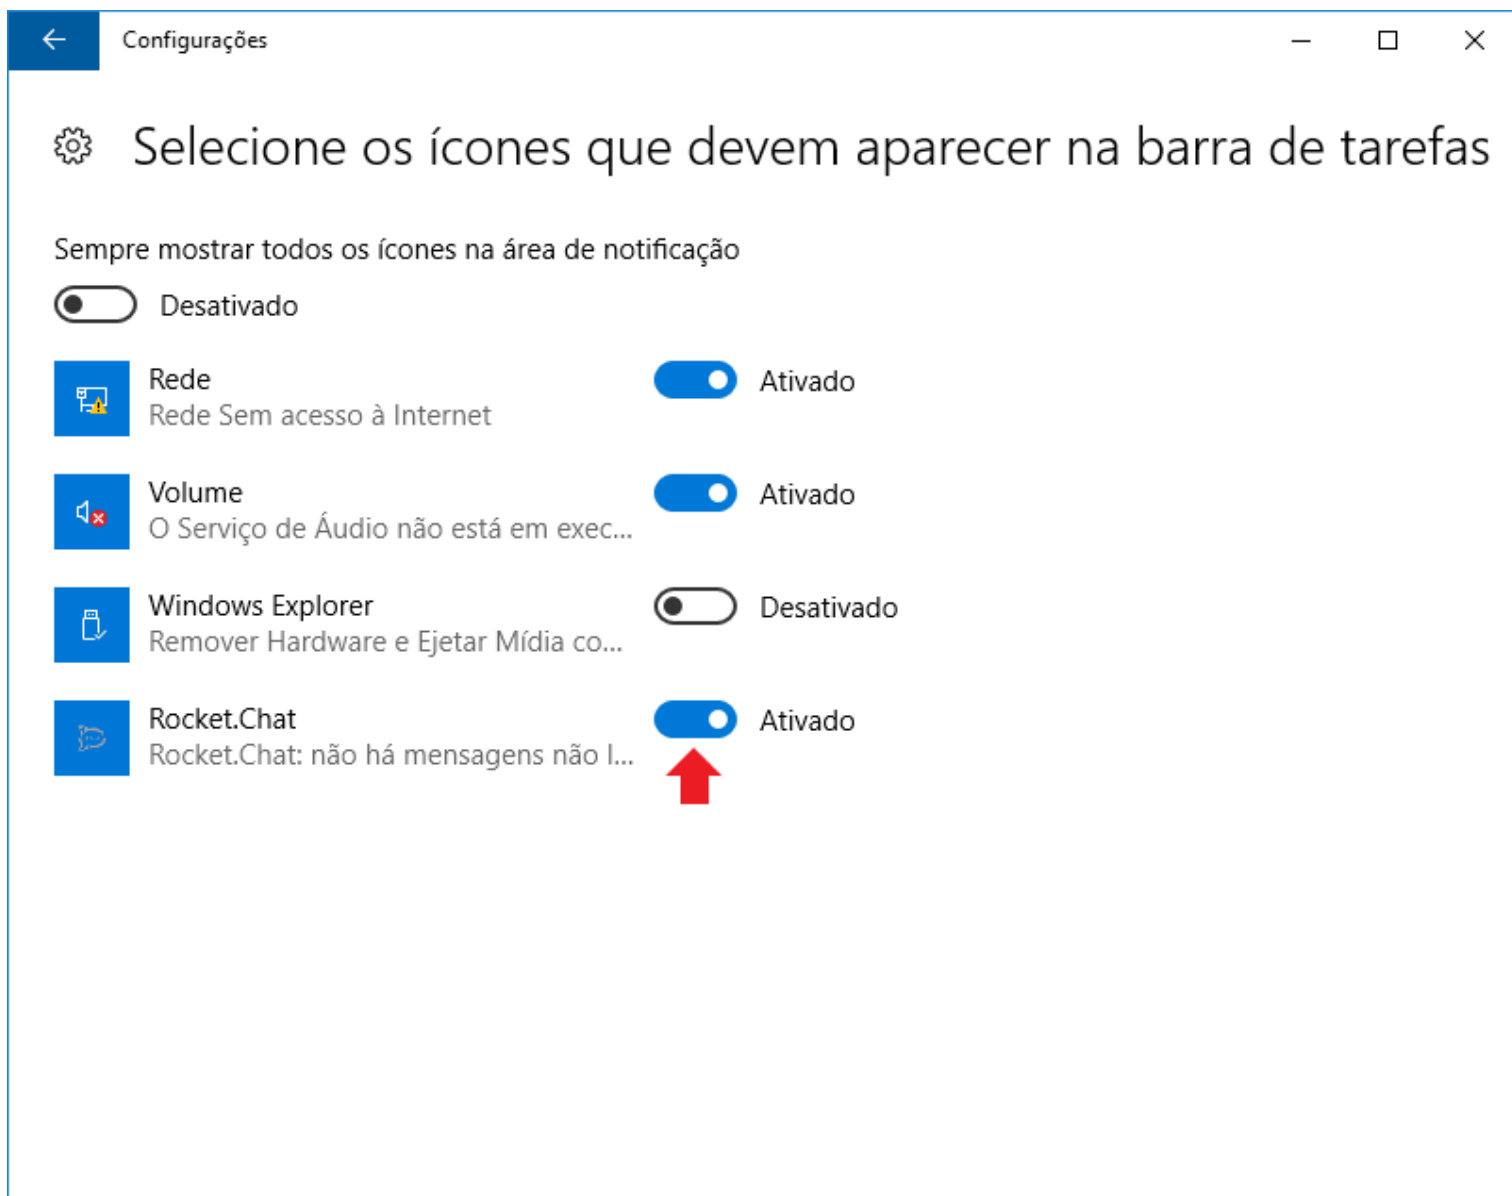 Configurações
Selecione os ícones que devem aparecer na barra de tarefas
Sempre mostrar todos os ícones na área de notificação
Desativado
Rede
Rede Sem acesso à Internet
Ativado
Volume
O Serviço de Áudio não está em exec...
Ativado
Windows Explorer
Remover Hardware e Ejetar Mídia co...
Desativado
Rocket.Chat
Rocket.Chat: não há mensagens não l...
Ativado